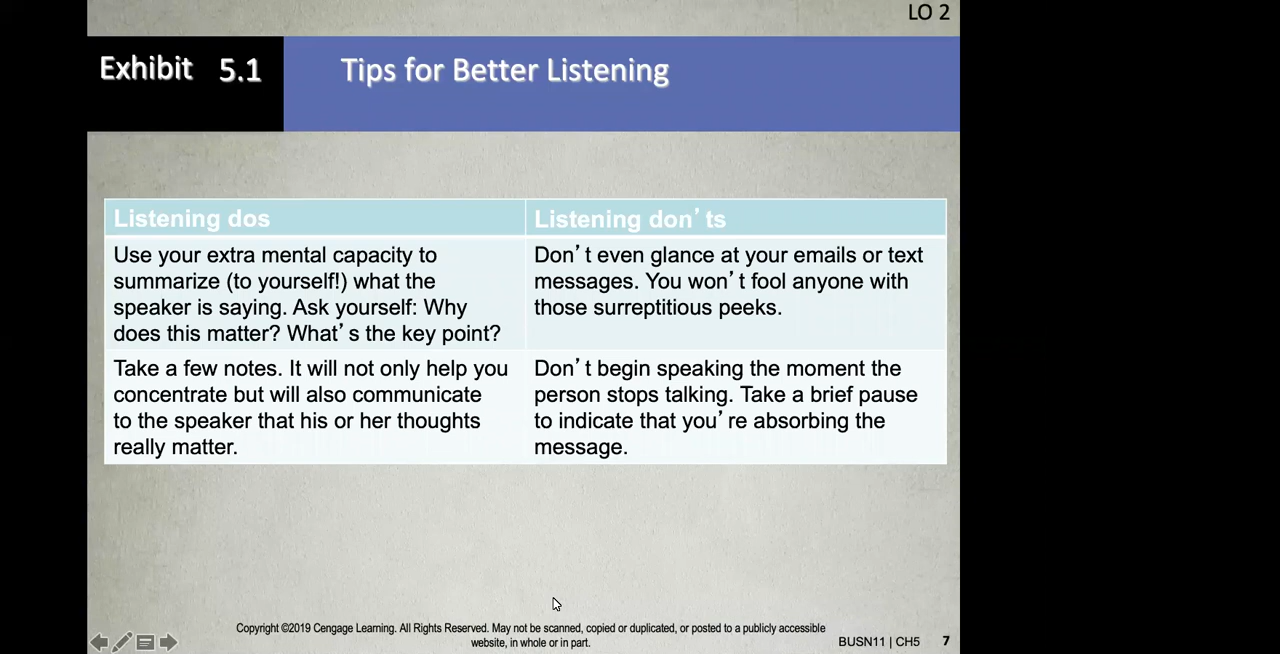 LO 2
Exhibit 5.1
Tips for Better Listening
Listening dos
Listening don’ts
Use your extra mental capacity to
summarize (to yourself!) what the
speaker is saying. Ask yourself: Why
does this matter? What’s the key point?
Don’t even glance at your emails or text
messages. You won’t fool anyone with
those surreptitious peeks.
Take a few notes. It will not only help you
concentrate but will also communicate
to the speaker that his or her thoughts
really matter.
Don’t begin speaking the moment the
person stops talking. Take a brief pause
to indicate that you’re absorbing the
message.
Copyright ©2019 Cengage Learning. All Rights Reserved. May not be scanned, copied or duplicated, or posted to a publicly accessible
website, in whole or in part.
BUSN11 | CH5 7